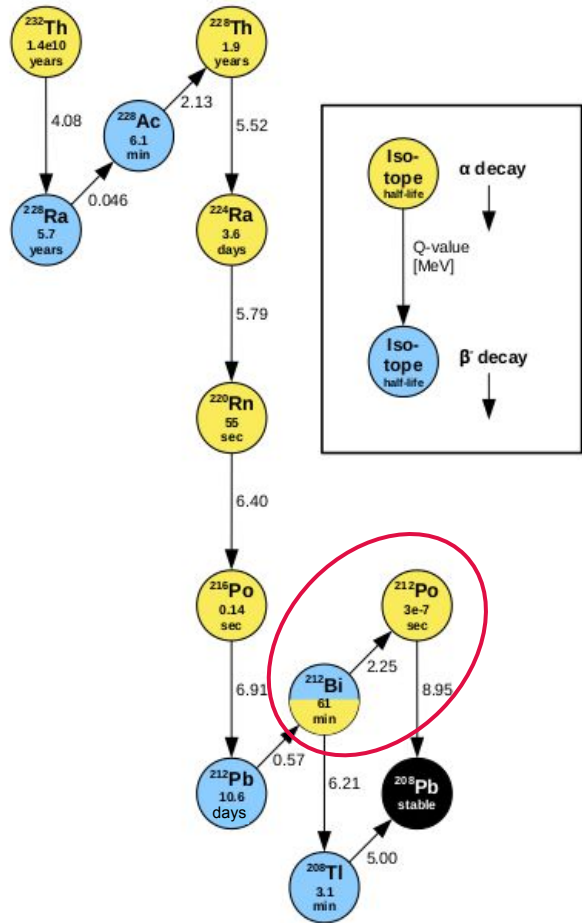 ²³²Th
1.4e10
years
²²⁸Th
1.9
years
4.08
2.13
²²⁸Ac
6.1
min
5.52
0.046
²²⁸Ra
5.7
years
²²⁴Ra
3.6
days
5.79
²²⁰Rn
55
sec
6.40
²¹⁶Po
0.14
sec
²¹²Po
3e-7
sec
2.25
²¹²Bi
61
min
6.91
8.95
0.57
6.21
²¹²Pb
10.6
days
²⁰⁸Pb
stable
5.00
²⁰⁸Tl
3.1
min
Iso-
tope
half-life
α decay
Q-value
[MeV]
Iso-
tope
half-life
β⁻ decay